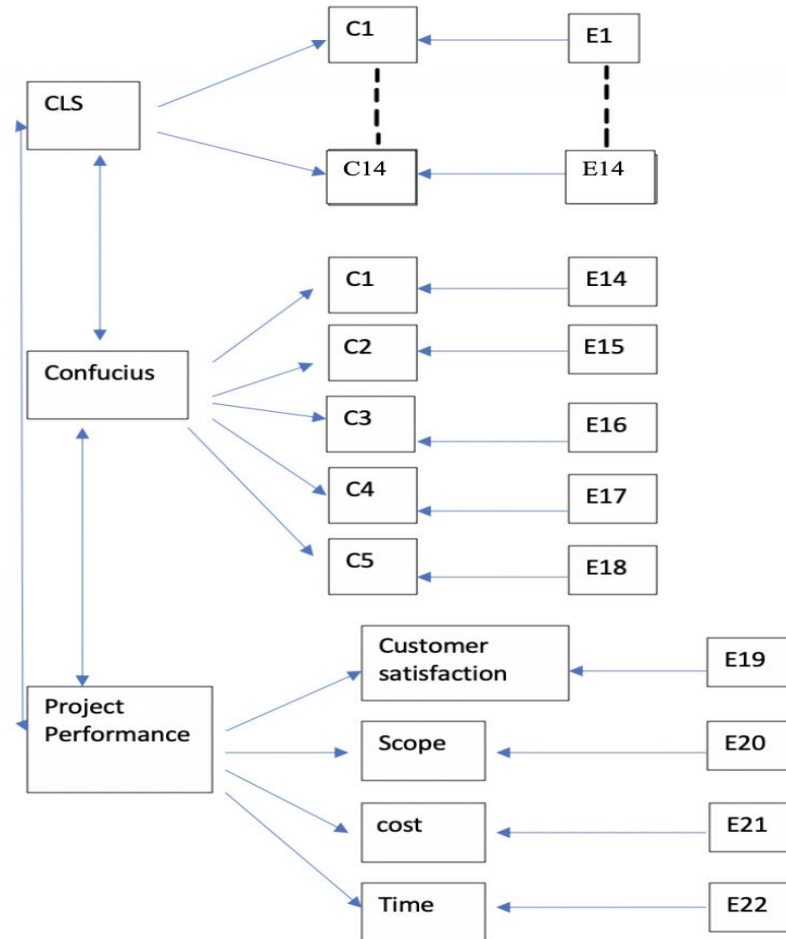 C1
E1
CLS
C14
E14
C1
E14
C2
E15
Confucius
C3
E16
C4
E17
C5
E18
Customer
satisfaction
E19
Project
Performance
Scope
E20
cost
E21
Time
E22